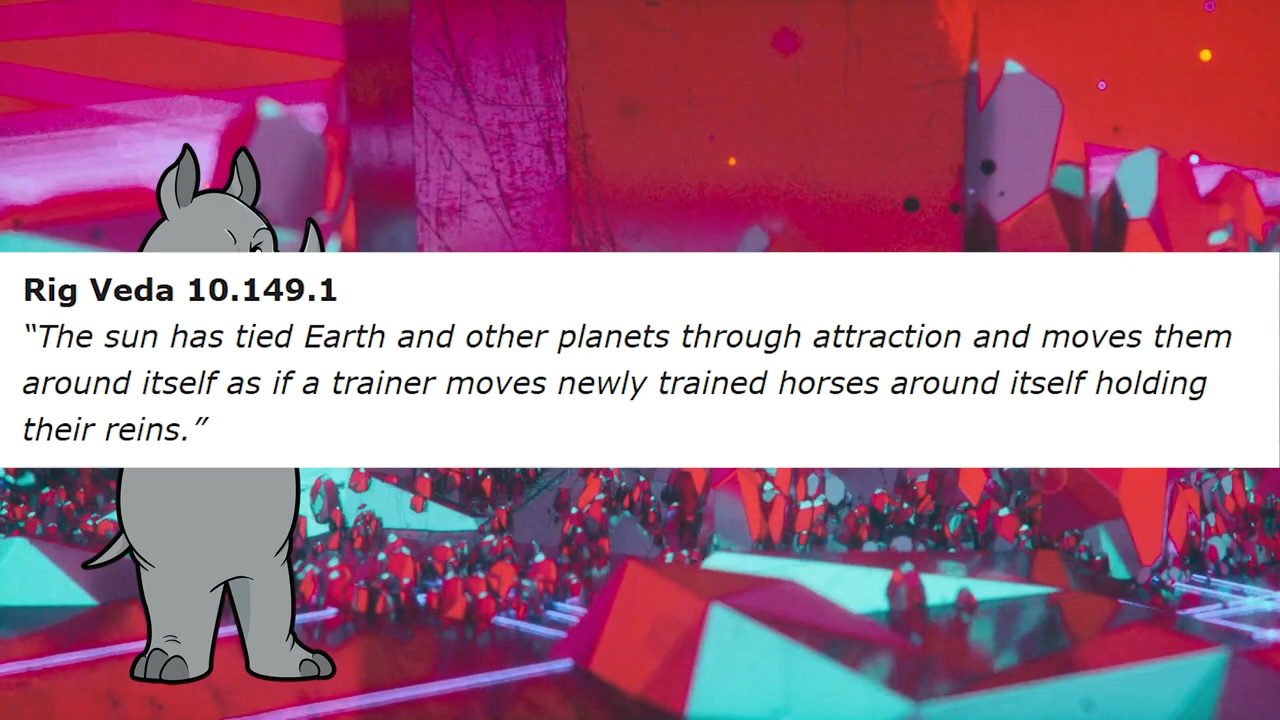 Rig Veda 10.149.1
“The sun has tied Earth and other planets through attraction and moves them
around itself as if a trainer moves newly trained horses around itself holding
their reins.”